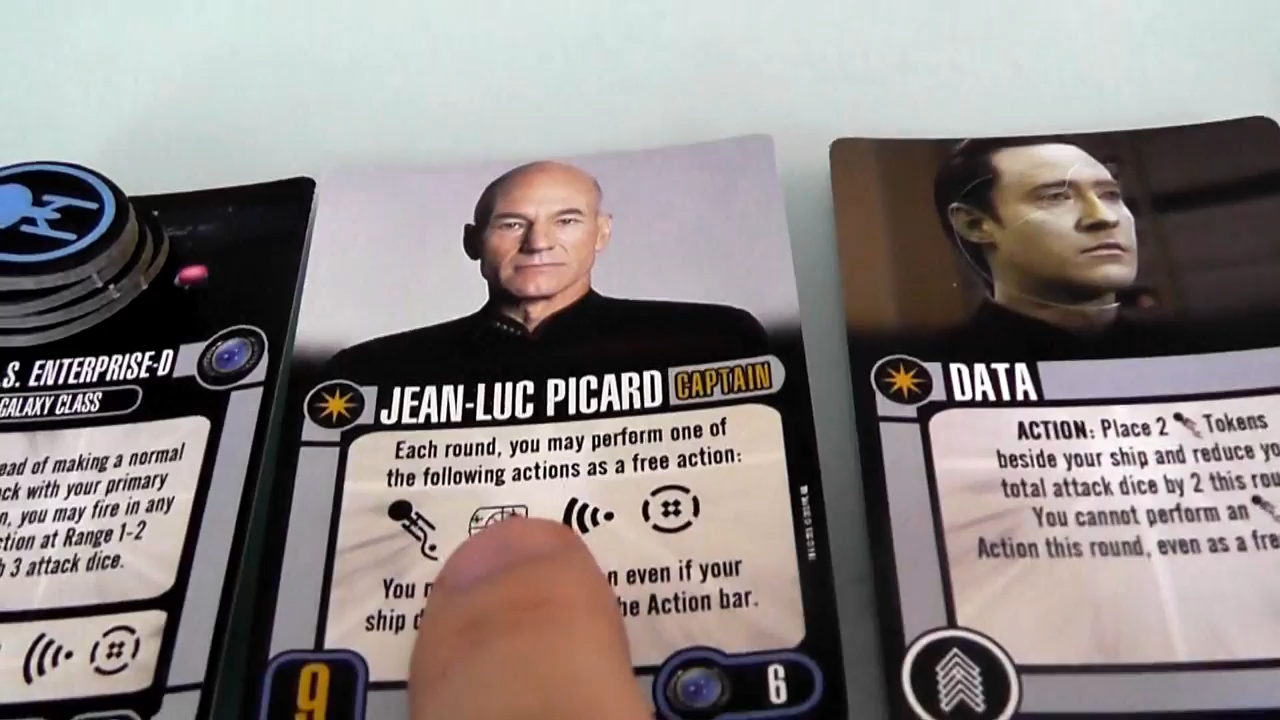 .S. ENTERPRISE-D
GALAXY CLASS
ead of making a normal
ck with your primary
n, you may fire in any
ction at Range 1-2
h 3 attack dice.
JEAN-LUC PICARD CAPTAIN
Each round, you may perform one of
the following actions as a free action:
You n even if your
ship he Action bar.
9
6
DATA
ACTION: Place 2 Tokens
beside your ship and reduce yo
total attack dice by 2 this rou
You cannot perform an
Action this round, even as a fre